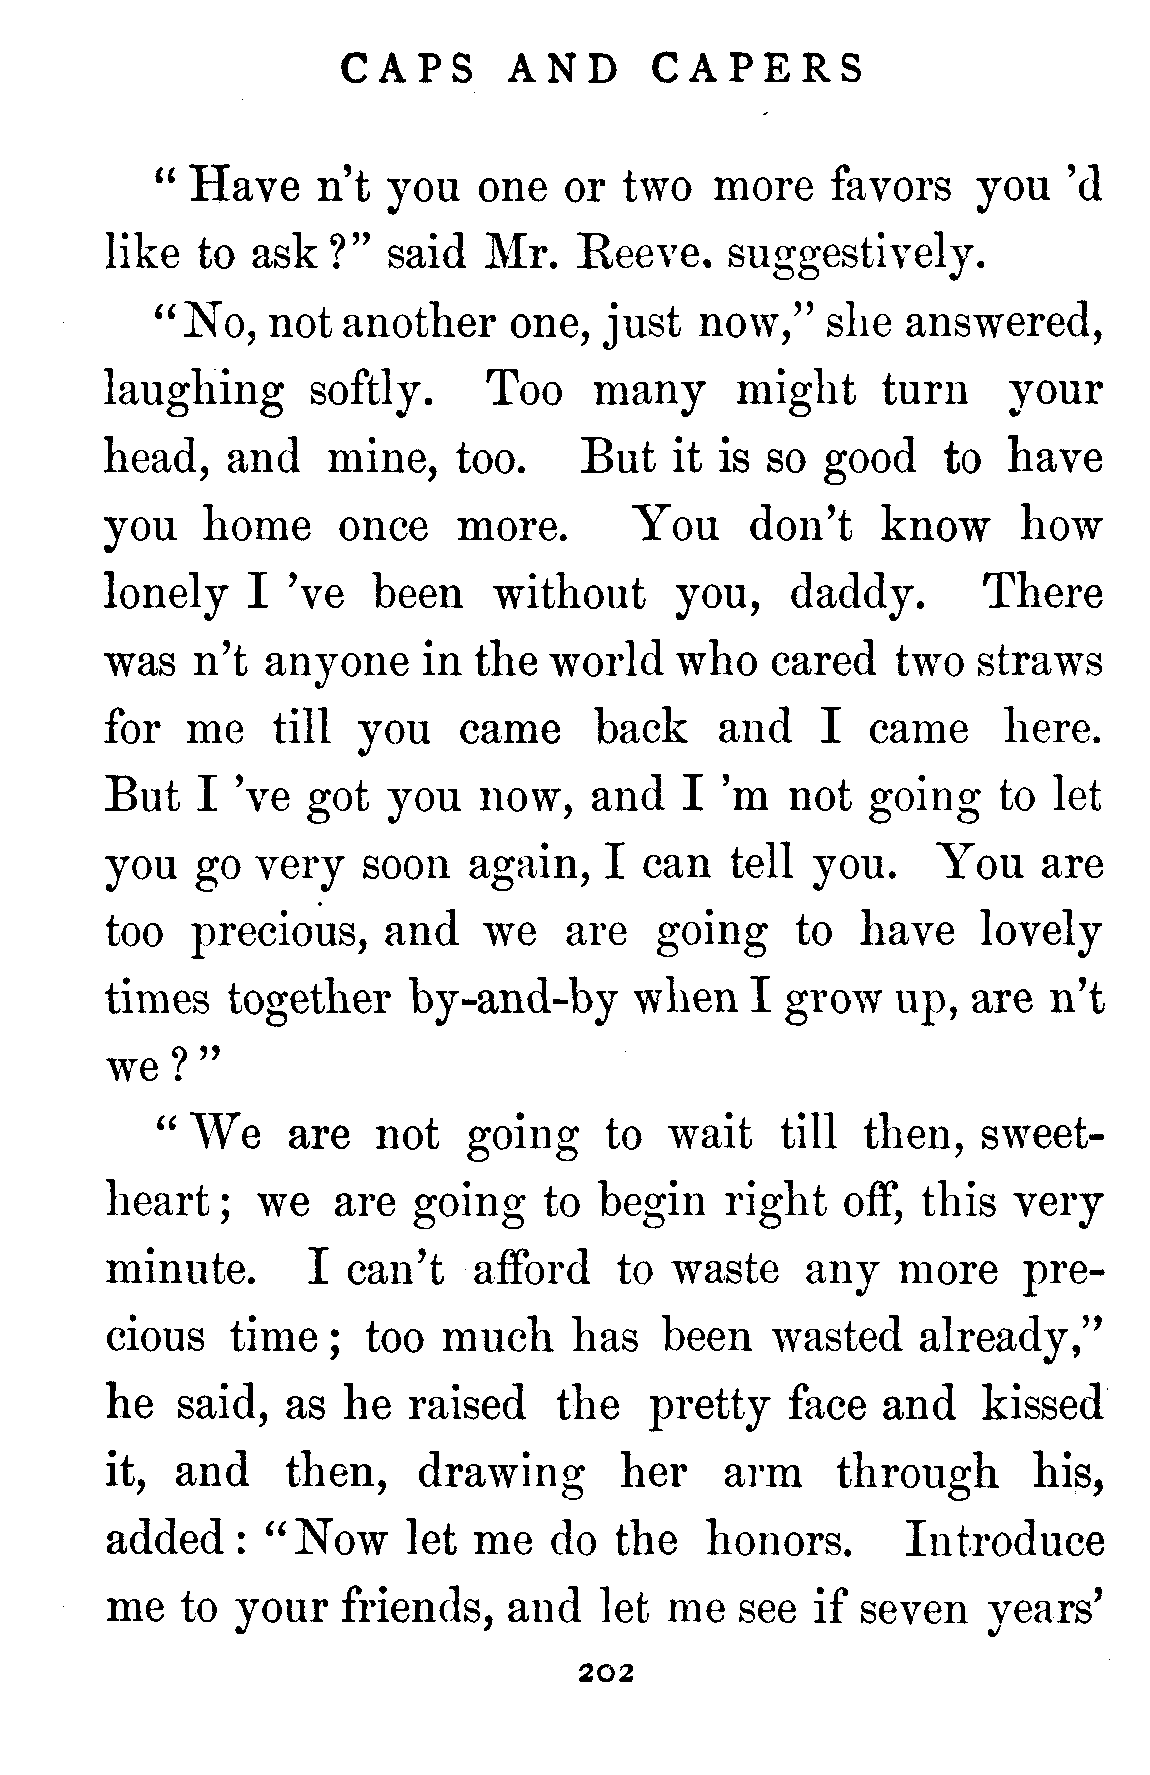 CAPS AND CAPERS
“ Have n’t you one or two more favors you ’d
like to ask ?” said Mr. Reeve. suggestively.
“No, not another one, just now,” she answered,
laughing softly. Too many might turn your
head, and mine, too. But it is so good to have
you home once more. You don’t know how
lonely I ’ve been without you, daddy. There
was n’t anyone in the world who cared two straws
for me till you came back and I came here.
But I ’ve got you now, and I ’m not going to let
you go very soon again, I can tell you. You are
too precious, and we are going to have lovely
times together by-and-by when I grow up, are n’t
we ? ”
“ We are not going to wait till then, sweet-
heart ; we are going to begin right off, this very
minute. I can’t afford to waste any more pre-
cious time ; too much has been wasted already,”
he said, as he raised the pretty face and kissed
it, and then, drawing her arm through his,
added : “Now let me do the honors. Introduce
me to your friends, and let me see if seven years’
202